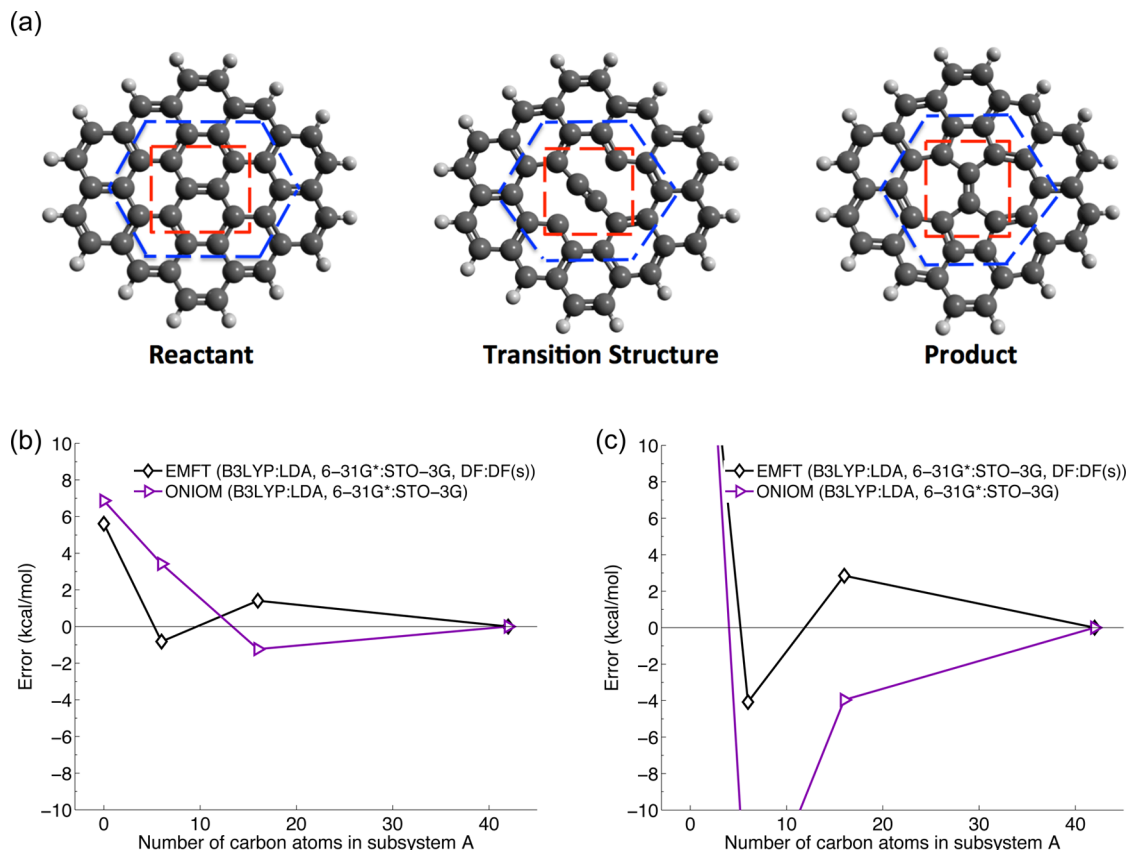 (a)
Reactant
Transition Structure
Product
(b)
10
8
6
4
2
0
−2
−4
−6
−8
−10
Error (kcal/mol)
EMFT (B3LYP:LDA, 6−31G*:STO−3G, DF:DF(s))
ONIOM (B3LYP:LDA, 6−31G*:STO−3G)
0 10 20 30 40
Number of carbon atoms in subsystem A
(c)
10
8
6
4
2
0
−2
−4
−6
−8
−10
Error (kcal/mol)
EMFT (B3LYP:LDA, 6−31G*:STO−3G, DF:DF(s))
ONIOM (B3LYP:LDA, 6−31G*:STO−3G)
0 10 20 30 40
Number of carbon atoms in subsystem A